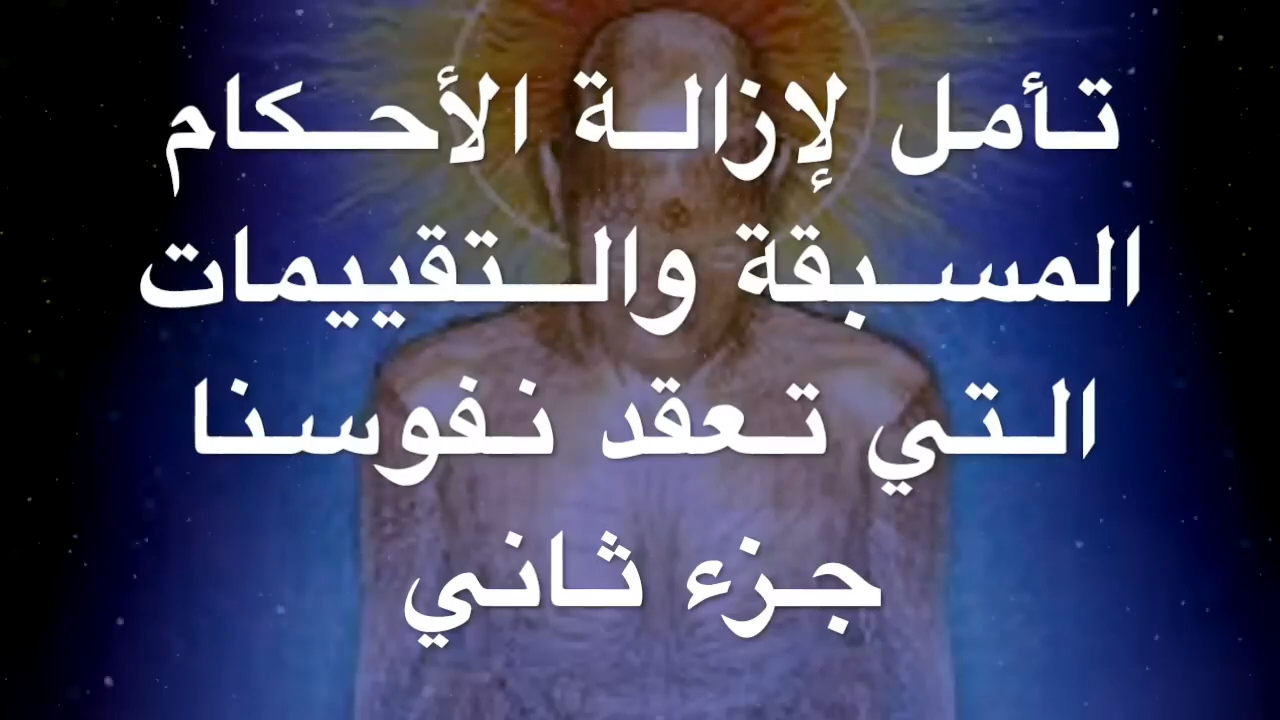 تأمل لإزالة الأحكام
المسبقة والتقييمات
التي تعقد نفوسنا
جزء ثاني